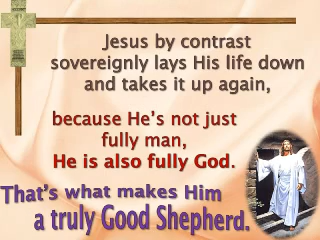 Jesus by contrast
sovereignly lays His life down
and takes it up again,
because He's not just
fully man,
He is also fully God.
That's what makes Him
a truly Good Shepherd.